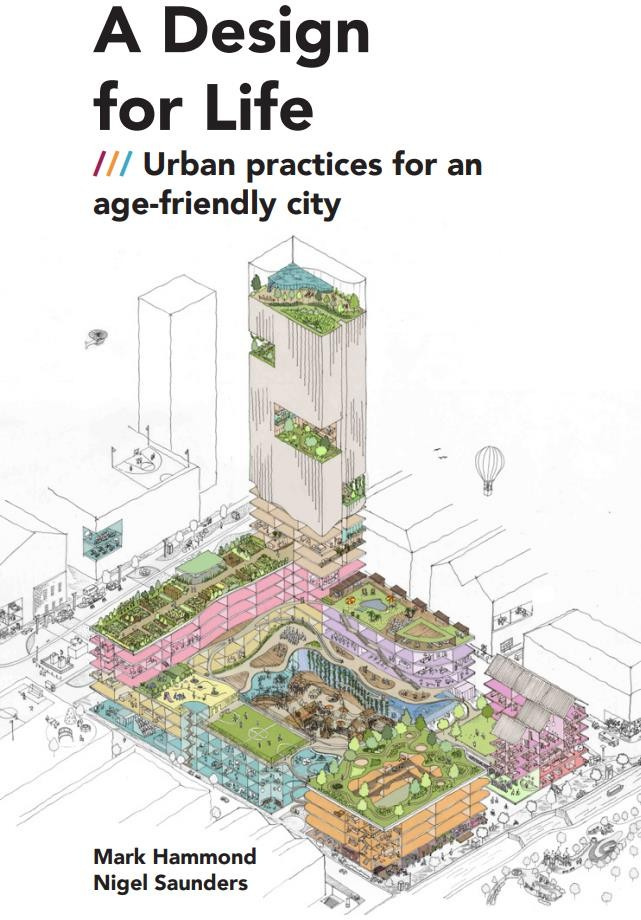 A Design
for Life
/// Urban practices for an
age-friendly city
Mark Hammond
Nigel Saunders